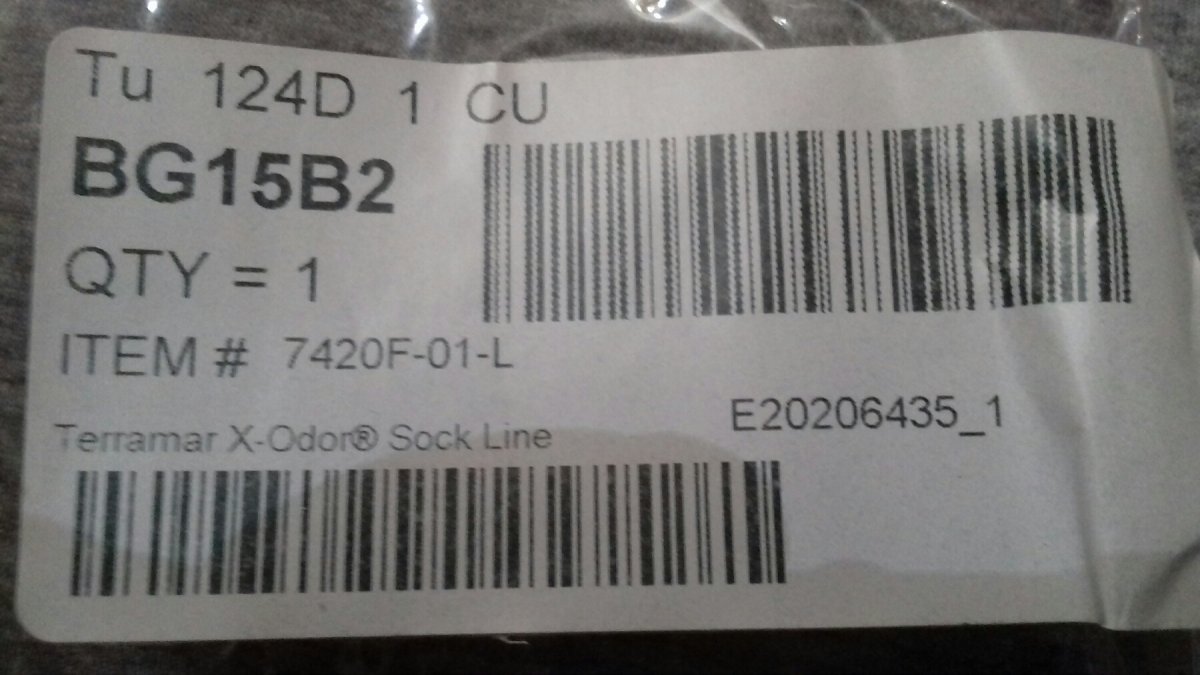 Tu 124D 1 CU
BG15B2
QTY = 1
ITEM # 7420F-01-L
E20206435_1
Terramar X-Odor® Sock Line